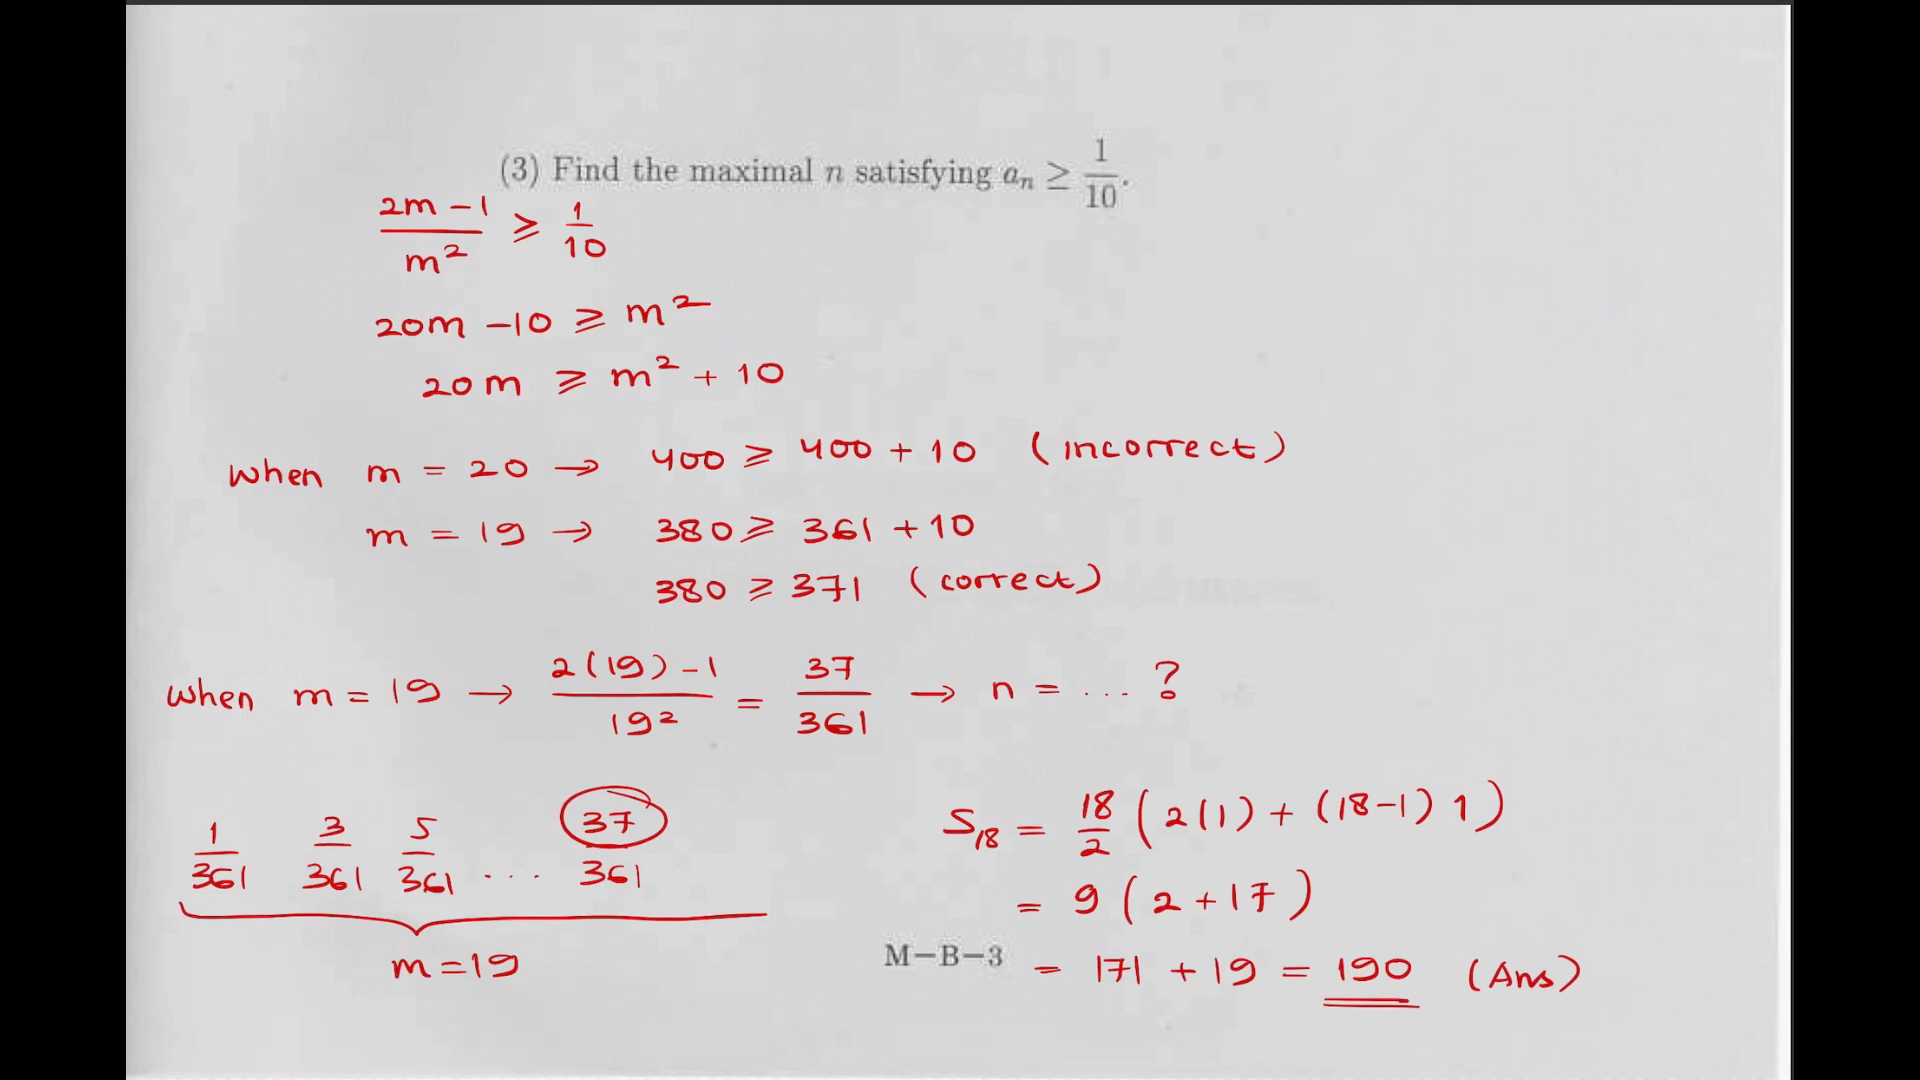 (3) Find the maximal n satisfying aₙ ≥ 1/10.
(2m - 1)/m² ≥ 1/10
20m - 10 ≥ m²
20m ≥ m² + 10
when m = 20 → 400 ≥ 400 + 10 (incorrect)
m = 19 → 380 ≥ 361 + 10
380 ≥ 371 (correct)
when m = 19 → (2(19) - 1)/19² = 37/361 → n = ... ?
1/361 3/361 5/361 ... 37/361
m = 19
S₁₈ = 18/2 (2(1) + (18-1) 1)
= 9 (2 + 17)
M-B-3
= 171 + 19 = 190 (Ans)